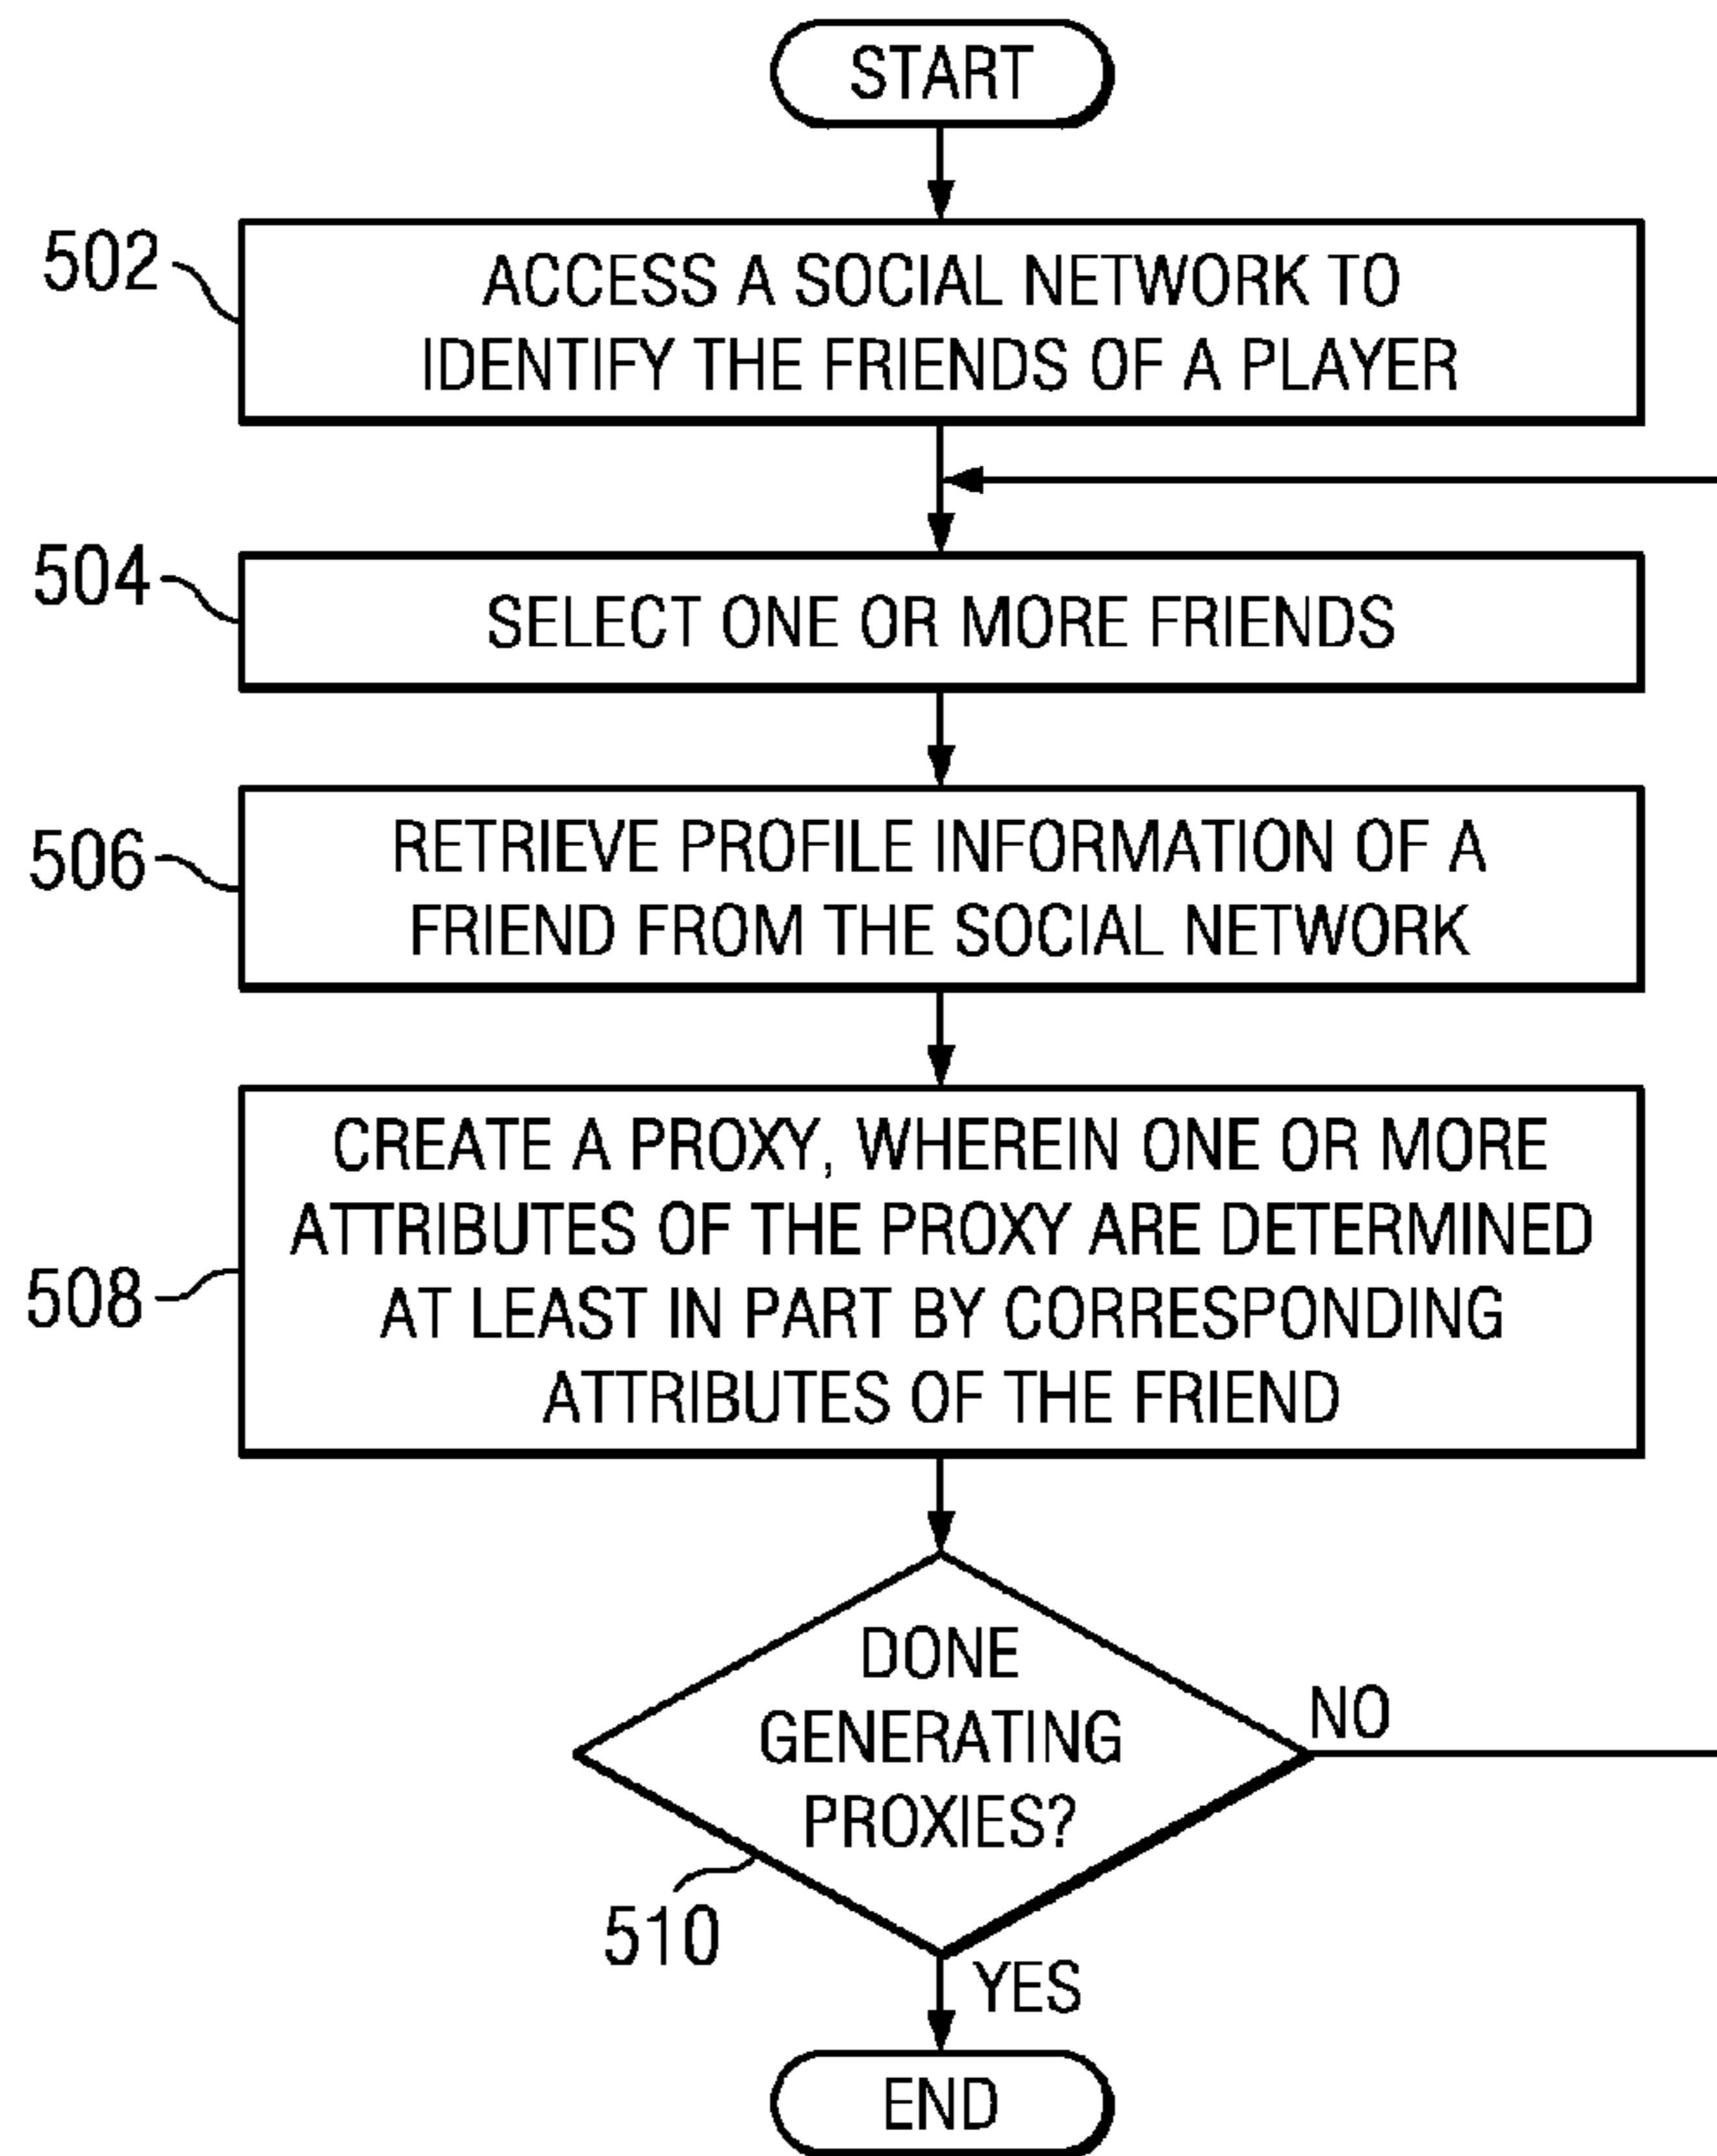 START
502
ACCESS A SOCIAL NETWORK TO
IDENTIFY THE FRIENDS OF A PLAYER
504
SELECT ONE OR MORE FRIENDS
506
RETRIEVE PROFILE INFORMATION OF A
FRIEND FROM THE SOCIAL NETWORK
508
CREATE A PROXY, WHEREIN ONE OR MORE
ATTRIBUTES OF THE PROXY ARE DETERMINED
AT LEAST IN PART BY CORRESPONDING
ATTRIBUTES OF THE FRIEND
DONE
GENERATING
PROXIES?
NO
510
YES
END